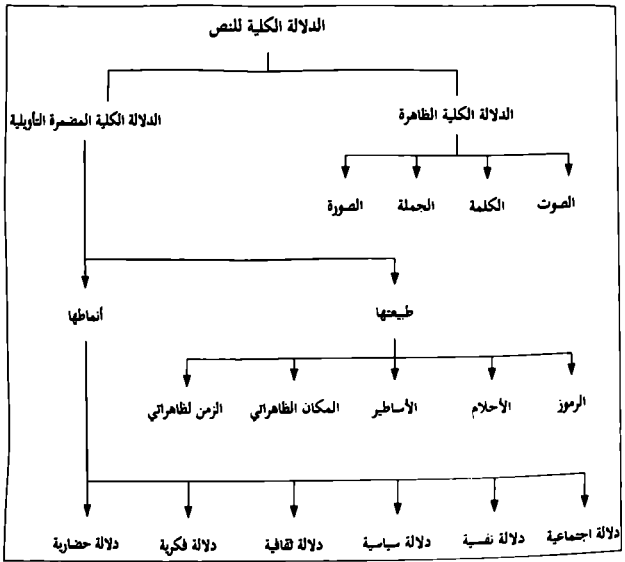 الدلالة الكلية للنص
الدلالة الكلية الظاهرة
الدلالة الكلية المضمرة التأويلية
الصوت
الكلمة
الجملة
الصورة
طبيعتها
أنماطها
الرموز
الأحلام
الأساطير
المكان الظاهراتي
الزمن لظاهراتي
دلالة اجتماعية
دلالة نفسية
دلالة سياسية
دلالة ثقافية
دلالة فكرية
دلالة حضارية